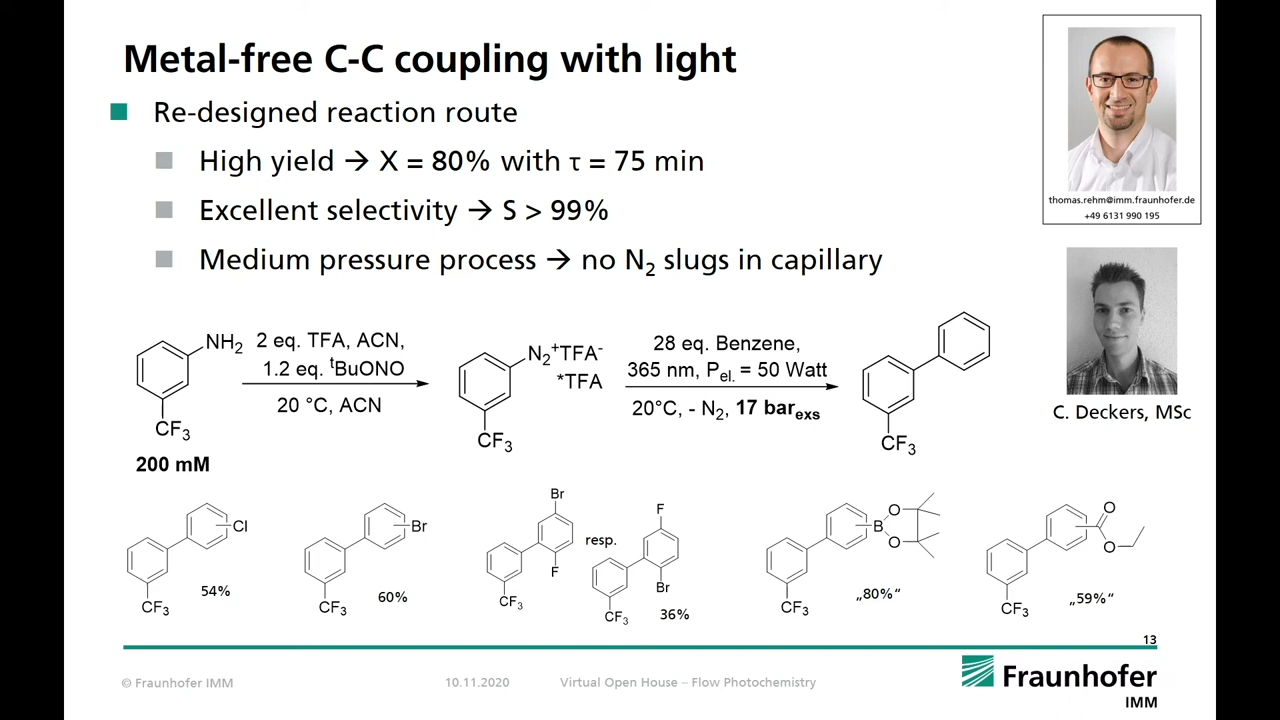 Metal-free C-C coupling with light
Re-designed reaction route
High yield → X = 80% with τ = 75 min
Excellent selectivity → S > 99%
Medium pressure process → no N₂ slugs in capillary
thomas.rehm@imm.fraunhofer.de
+49 6131 990 195
C. Deckers, MSc
NH₂
CF₃
200 mM
2 eq. TFA, ACN,
1.2 eq. ᵗBuONO
20 °C, ACN
N₂⁺TFA⁻
*TFA
CF₃
28 eq. Benzene,
365 nm, Pel. = 50 Watt
20°C, - N₂, 17 barexs
CF₃
Cl
CF₃
54%
Br
CF₃
60%
Br
F
CF₃
resp.
F
Br
CF₃
36%
B
O
O
CF₃
„80%“
O
O
CF₃
„59%“
13
© Fraunhofer IMM
10.11.2020
Virtual Open House – Flow Photochemistry
Fraunhofer
IMM